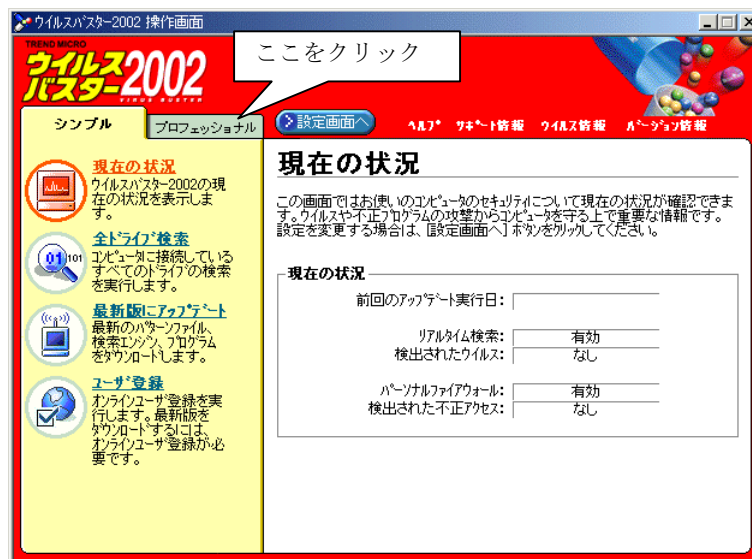 ウイルスバスター2002 操作画面
TREND MICRO
ウイルス
バスター2002
VIRUS BUSTER
ここをクリック
シンプル
プロフェッショナル
設定画面へ
ヘルプ サポート情報 ウイルス情報 バージョン情報
現在の状況
ウイルスバスター2002の現
在の状況を表示しま
す。
全ドライブ検索
コンピュータに接続している
すべてのドライブの検索
を実行します。
最新版にアップデート
最新のパターンファイル、
検索エンジン、プログラム
をダウンロードします。
ユーザ登録
オンラインユーザ登録を実
行します。最新版を
ダウンロードするには、
オンラインユーザ登録が必
要です。
現在の状況
この画面ではお使いのコンピュータのセキュリティについて現在の状況が確認できま
す。ウイルスや不正プログラムの攻撃からコンピュータを守る上で重要な情報です。
設定を変更する場合は、[設定画面へ] ボタンをクリックしてください。
現在の状況
前回のアップデート実行日:
リアルタイム検索: 有効
検出されたウイルス: なし
パーソナルファイアウォール: 有効
検出された不正アクセス: なし